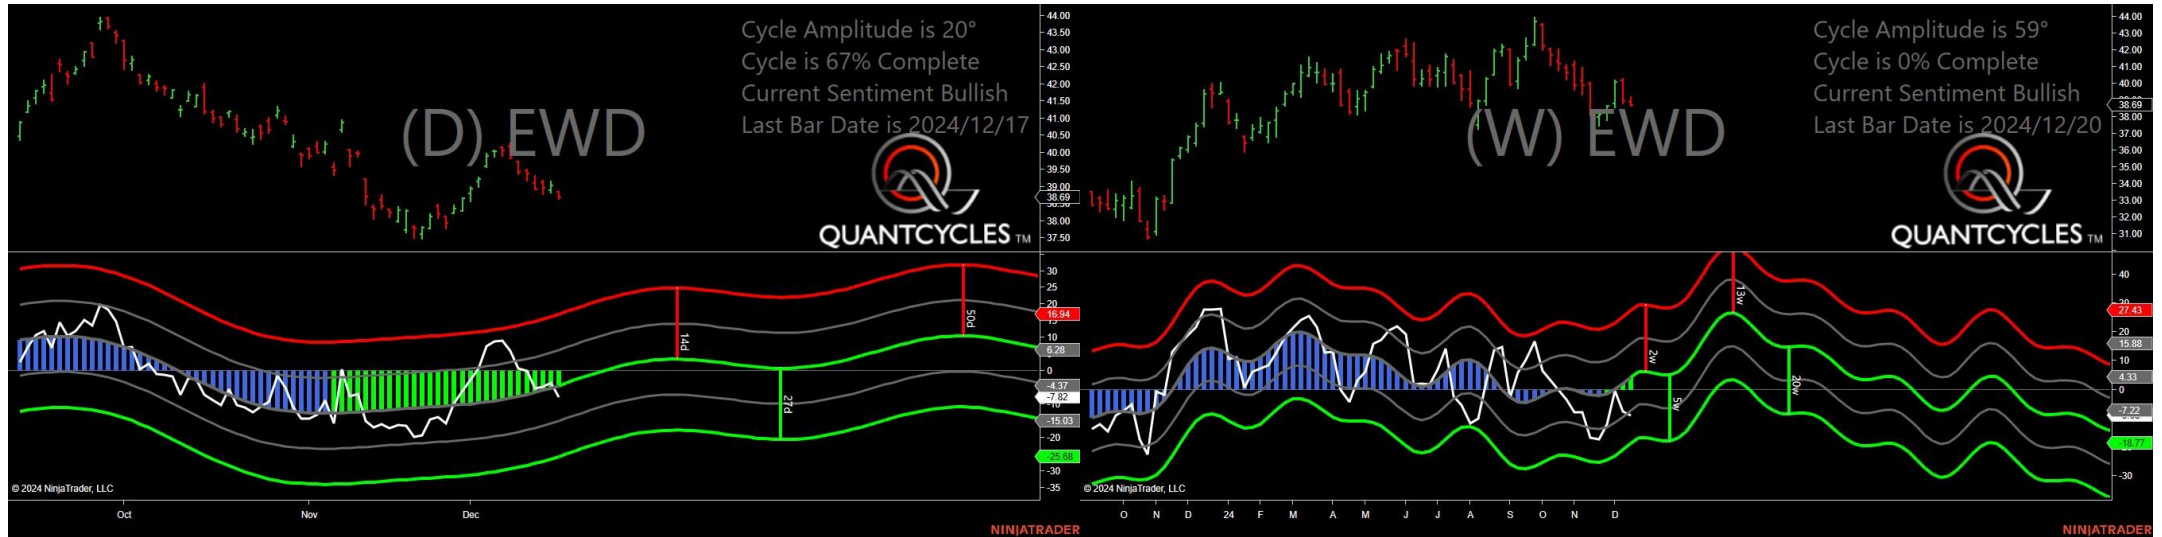 Cycle Amplitude is 20°
Cycle is 67% Complete
Current Sentiment Bullish
Last Bar Date is 2024/12/17
(D) EWD
QUANTCYCLES TM
44.00
43.50
43.00
42.50
42.00
41.50
41.00
40.50
40.00
39.50
39.00
38.69
38.00
37.50
30
25
20
16.94
10
6.28
0
-4.37
-7.82
-10
-15.03
-20
-25.68
-30
-35
14d
27d
50d
© 2024 NinjaTrader, LLC
Oct Nov Dec
NINJATRADER
Cycle Amplitude is 59°
Cycle is 0% Complete
Current Sentiment Bullish
Last Bar Date is 2024/12/20
(W) EWD
QUANTCYCLES TM
44.00
43.00
42.00
41.00
40.00
38.69
38.00
37.00
36.00
35.00
34.00
33.00
32.00
31.00
40
27.43
20
15.88
10
4.33
0
-7.22
-18.77
-30
2w
5w
13w
20w
© 2024 NinjaTrader, LLC
O N D 24 F M A M J J A S O N D
NINJATRADER